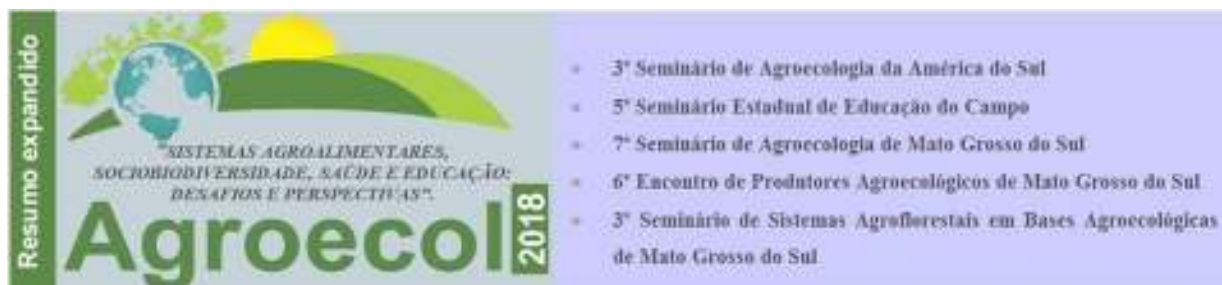 Resumo expandido
"SISTEMAS AGROALIMENTARES,
SOCIOBIODIVERSIDADE, SAÚDE E EDUCAÇÃO:
DESAFIOS E PERSPECTIVAS".
Agroecol 2018
3º Seminário de Agroecologia da América do Sul
5º Seminário Estadual de Educação do Campo
7º Seminário de Agroecologia de Mato Grosso do Sul
6º Encontro de Produtores Agroecológicos de Mato Grosso do Sul
3º Seminário de Sistemas Agroflorestais em Bases Agroecológicas
de Mato Grosso do Sul